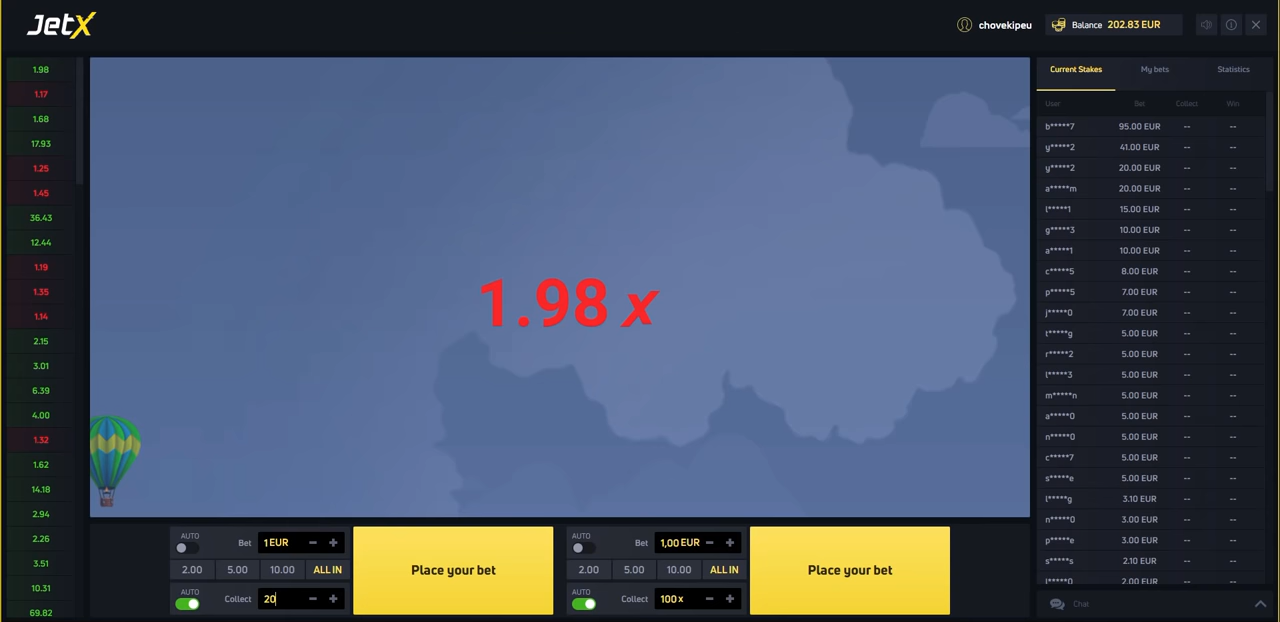 JetX
chovekipeu
Balance 202.83 EUR
1.98
1.17
1.68
17.93
1.25
1.45
36.43
12.44
1.19
1.35
1.14
2.15
3.01
6.39
4.00
1.32
1.62
14.18
2.94
2.26
3.51
10.31
69.82
1.98 x
AUTO
Bet 1 EUR − +
2.00 5.00 10.00 ALL IN
AUTO
Collect 20 − +
Place your bet
AUTO
Bet 1,00 EUR − +
2.00 5.00 10.00 ALL IN
AUTO
Collect 100 x − +
Place your bet
Current Stakes My bets Statistics
User Bet Collect Win
b*****7 95.00 EUR -- --
y*****2 41.00 EUR -- --
y*****2 20.00 EUR -- --
a*****m 20.00 EUR -- --
l*****1 15.00 EUR -- --
g*****3 10.00 EUR -- --
a*****1 10.00 EUR -- --
c*****5 8.00 EUR -- --
p*****5 7.00 EUR -- --
j*****0 7.00 EUR -- --
t*****g 5.00 EUR -- --
r*****2 5.00 EUR -- --
l*****3 5.00 EUR -- --
m*****n 5.00 EUR -- --
a*****0 5.00 EUR -- --
n*****0 5.00 EUR -- --
c*****7 5.00 EUR -- --
s*****e 5.00 EUR -- --
l*****g 3.10 EUR -- --
n*****0 3.00 EUR -- --
p*****e 3.00 EUR -- --
s*****s 2.10 EUR -- --
l*****0 2.00 EUR -- --
Chat